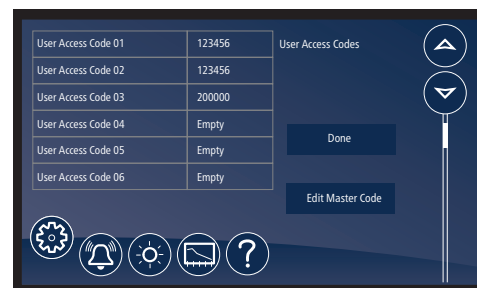 User Access Code 01 123456
User Access Code 02 123456
User Access Code 03 200000
User Access Code 04 Empty
User Access Code 05 Empty
User Access Code 06 Empty
User Access Codes
Done
Edit Master Code
?